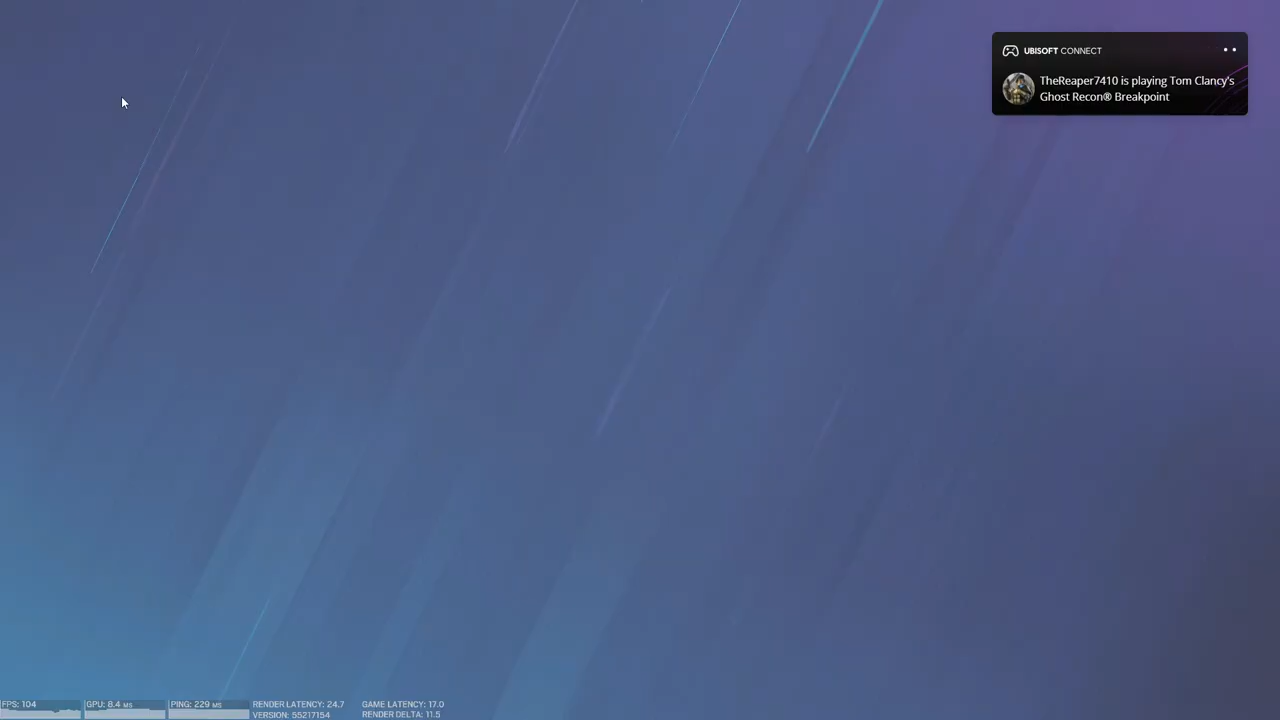 UBISOFT CONNECT
TheReaper7410 is playing Tom Clancy's
Ghost Recon® Breakpoint
FPS: 104 GPU: 8.4 MS PING: 229 MS RENDER LATENCY: 24.7 GAME LATENCY: 17.0
VERSION: 55217154 RENDER DELTA: 11.5